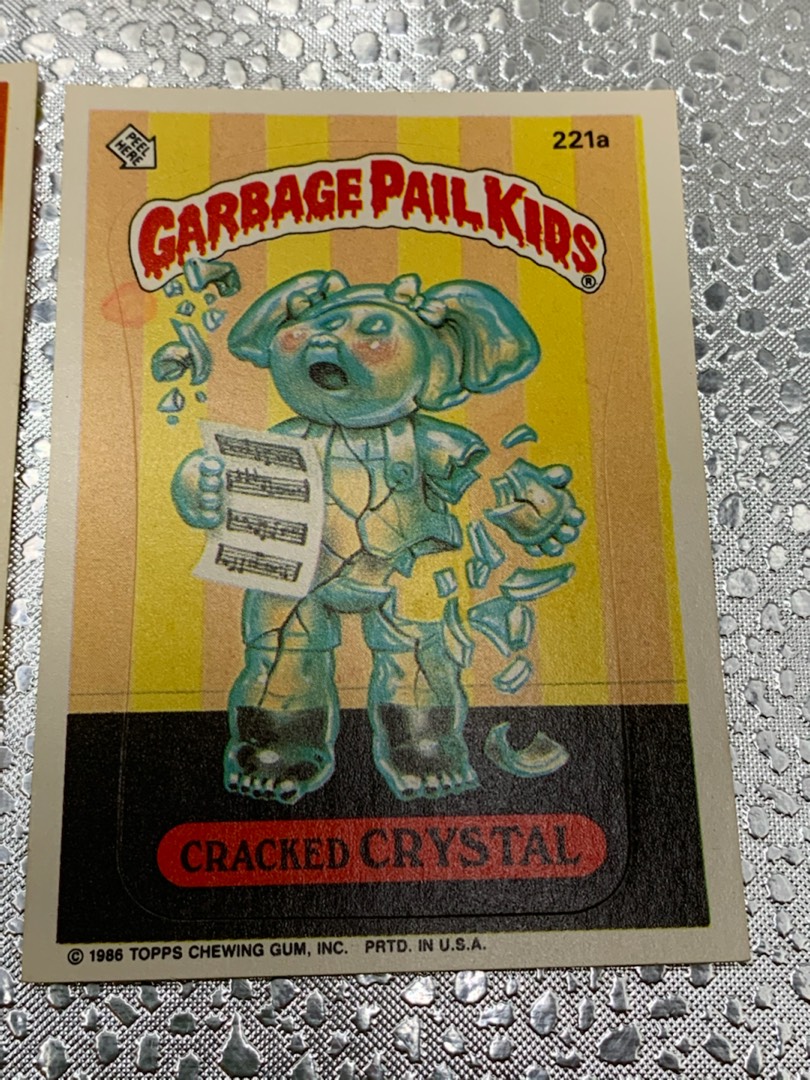 PEEL
HERE
221a
GARBAGE PAIL KIDS®
CRACKED CRYSTAL
© 1986 TOPPS CHEWING GUM, INC. PRTD. IN U.S.A.